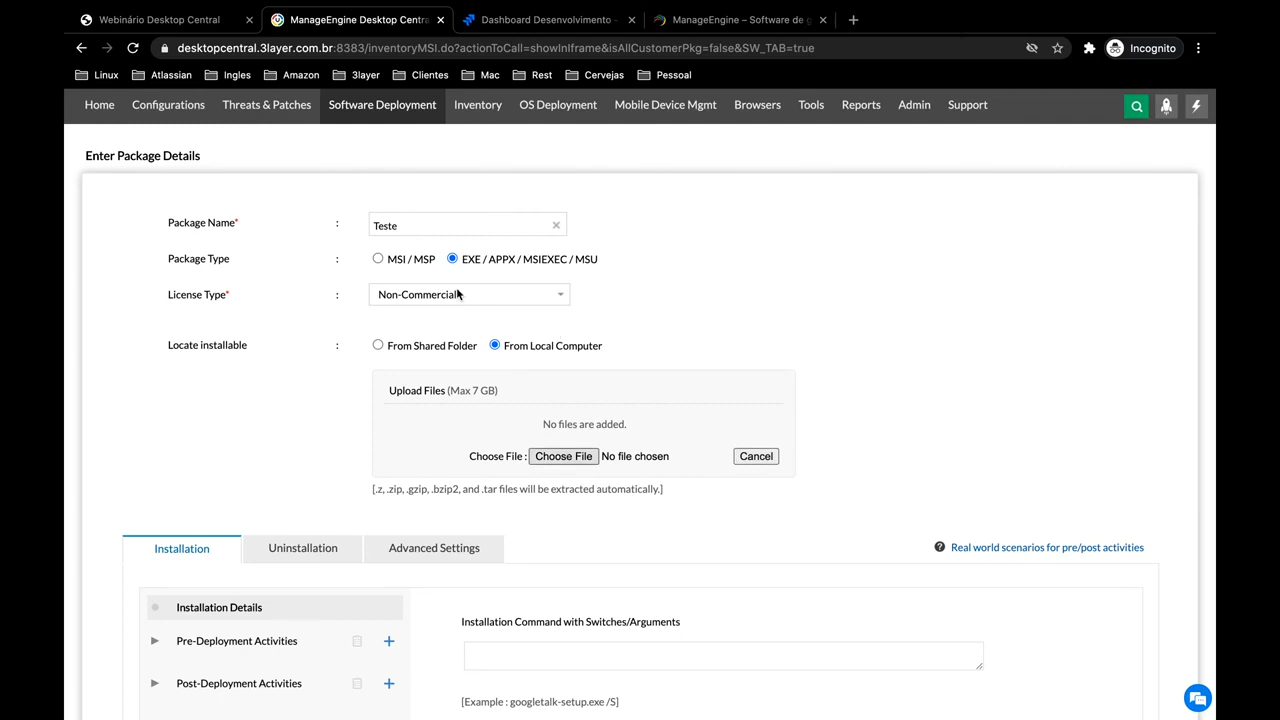 Webinário Desktop Central
ManageEngine Desktop Centra
Dashboard Desenvolvimento -
ManageEngine – Software de g
desktopcentral.3layer.com.br:8383/inventoryMSI.do?actionToCall=showInIframe&isAllCustomerPkg=false&SW_TAB=true
Incognito
Linux Atlassian Ingles Amazon 3layer Clientes Mac Rest Cervejas Pessoal
Home Configurations Threats & Patches Software Deployment Inventory OS Deployment Mobile Device Mgmt Browsers Tools Reports Admin Support
Enter Package Details
Package Name* : Teste
Package Type : MSI / MSP EXE / APPX / MSIEXEC / MSU
License Type* : Non-Commercial
Locate installable : From Shared Folder From Local Computer
Upload Files (Max 7 GB)
No files are added.
Choose File : Choose File No file chosen Cancel
[.z, .zip, .gzip, .bzip2, and .tar files will be extracted automatically.]
Installation Uninstallation Advanced Settings
Real world scenarios for pre/post activities
Installation Details
Installation Command with Switches/Arguments
Pre-Deployment Activities
Post-Deployment Activities
[Example : googletalk-setup.exe /S]